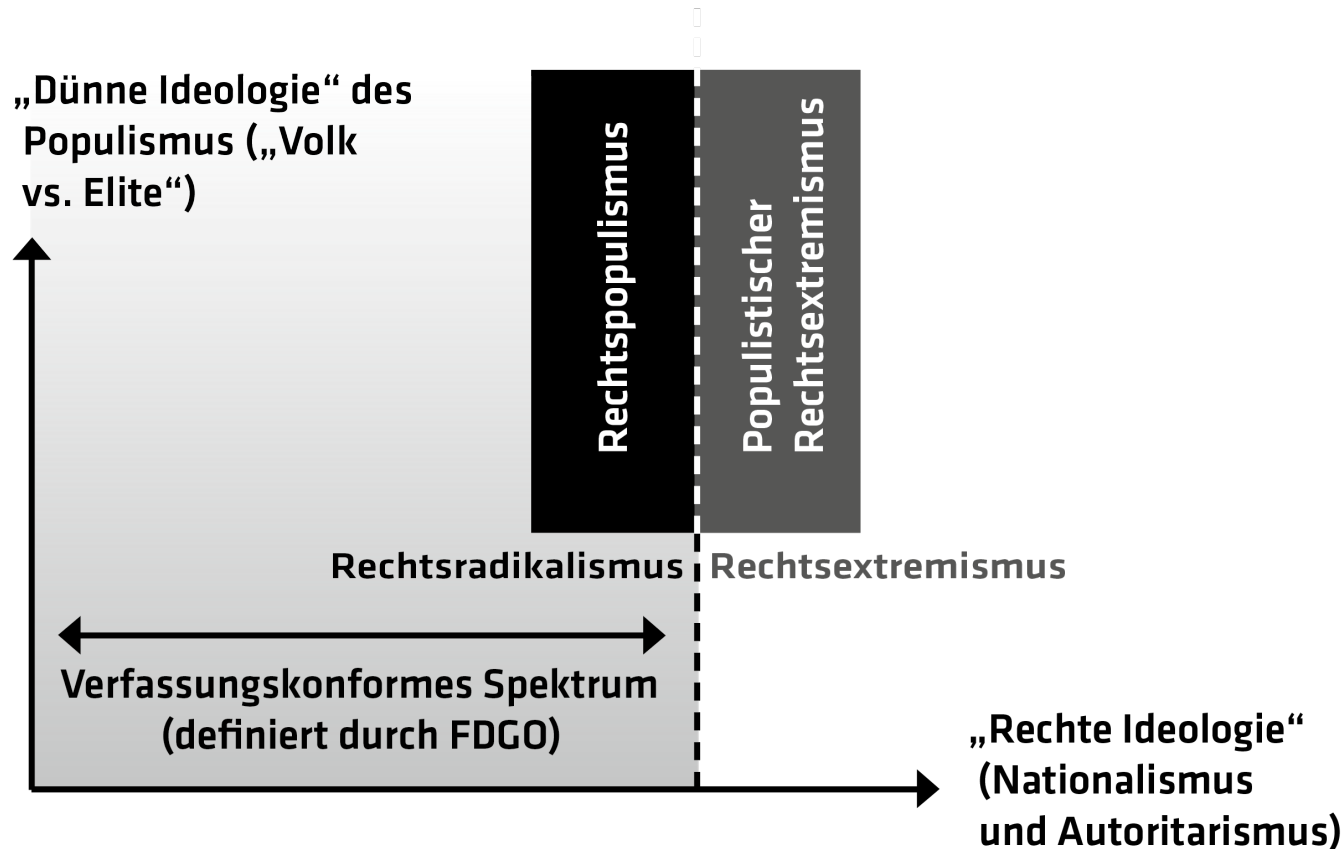 „Dünne Ideologie“ des
Populismus („Volk
vs. Elite“)
Rechtspopulismus
Populistischer
Rechtsextremismus
Rechtsradikalismus
Rechtsextremismus
Verfassungskonformes Spektrum
(definiert durch FDGO)
„Rechte Ideologie“
(Nationalismus
und Autoritarismus)